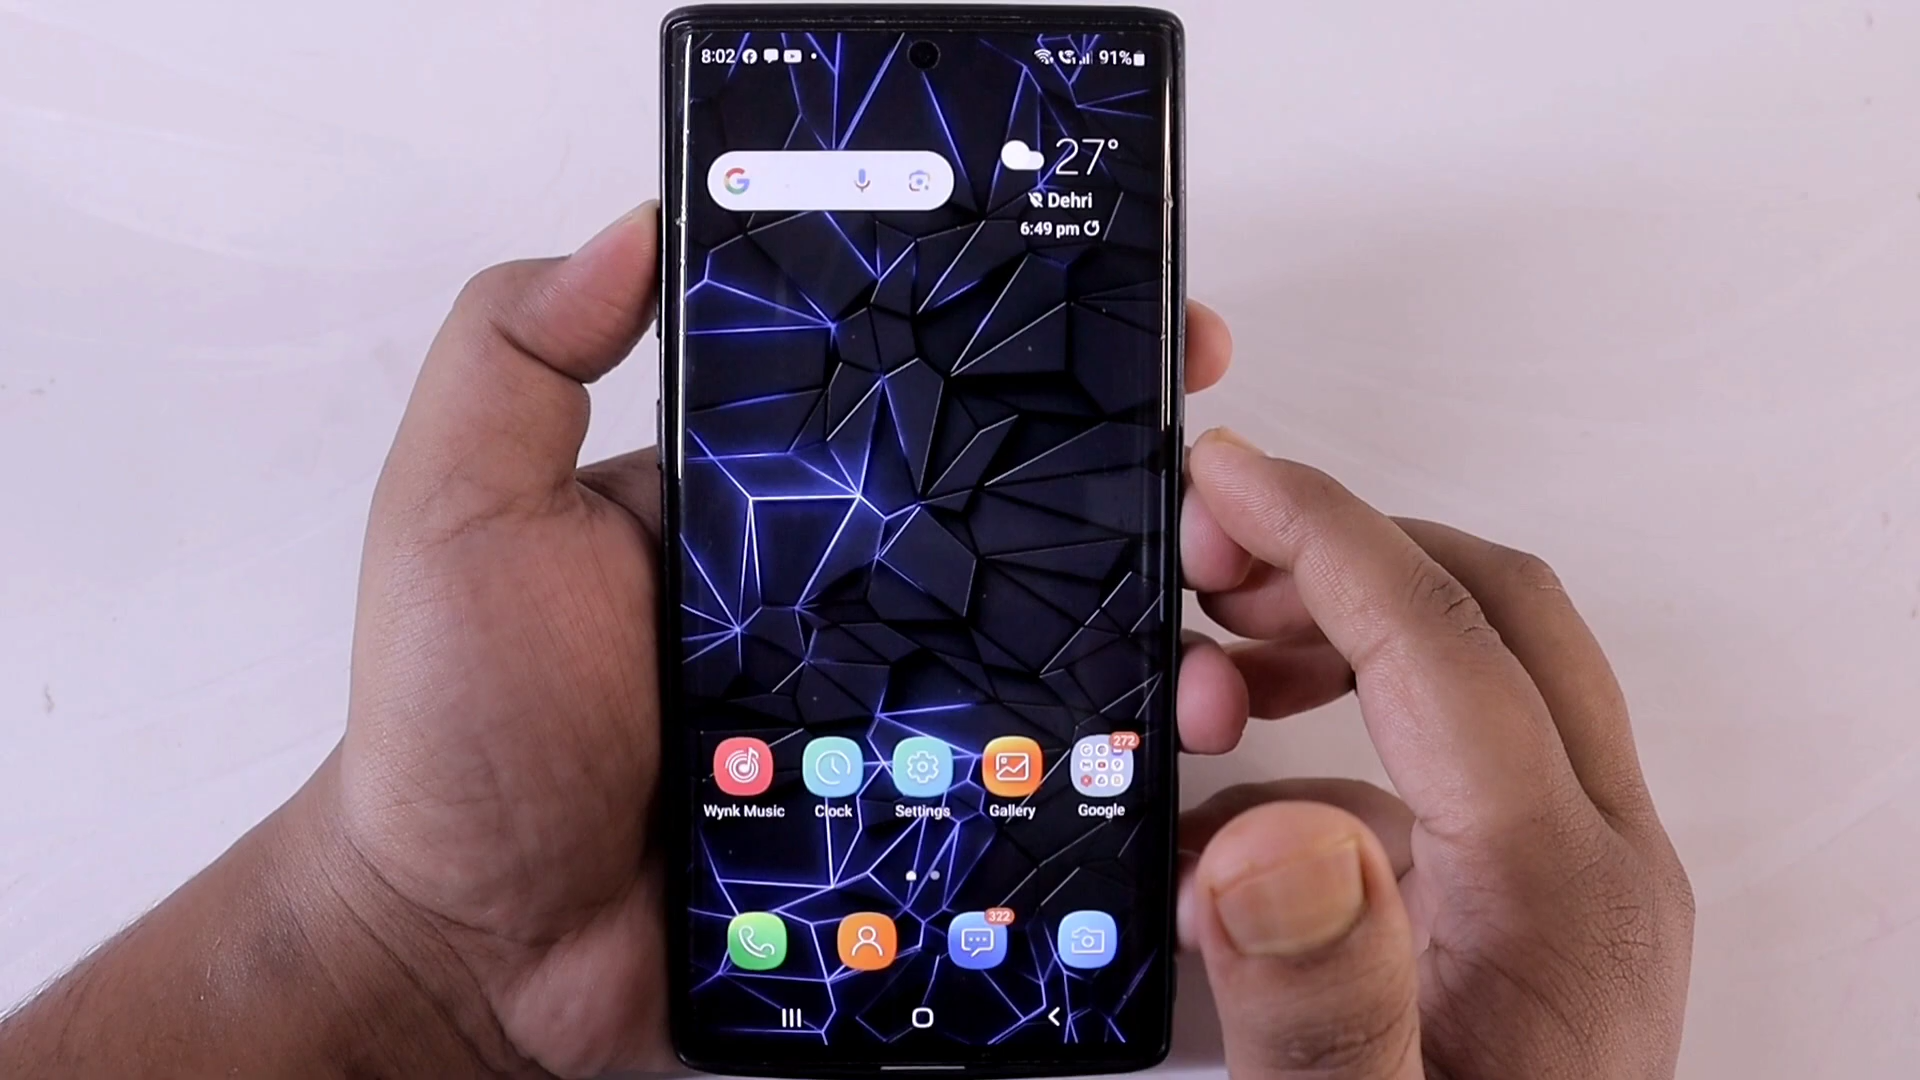 8:02
91%
27°
Dehri
6:49 pm
272
Wynk Music
Clock
Settings
Gallery
Google
322